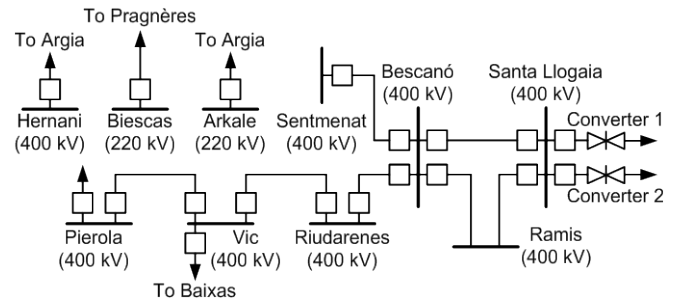 To Pragnères
To Argia
To Argia
Hernani
(400 kV)
Biescas
(220 kV)
Arkale
(220 kV)
Sentmenat
(400 kV)
Bescanó
(400 kV)
Santa Llogaia
(400 kV)
Converter 1
Converter 2
Pierola
(400 kV)
Vic
(400 kV)
Riudarenes
(400 kV)
Ramis
(400 kV)
To Baixas